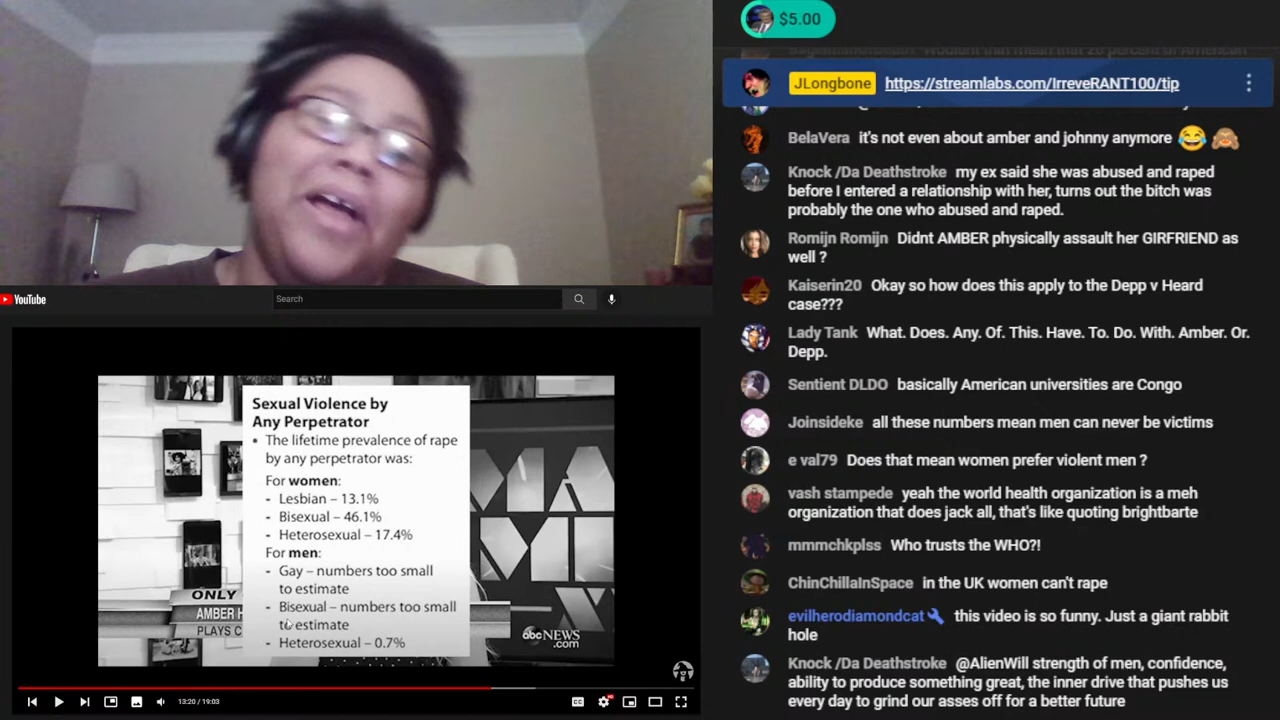 $5.00
JLongbone https://streamlabs.com/IrreveRANT100/tip
BelaVera it's not even about amber and johnny anymore 😂 🙈
Knock /Da Deathstroke my ex said she was abused and raped
before I entered a relationship with her, turns out the bitch was
probably the one who abused and raped.
Romijn Romijn Didnt AMBER physically assault her GIRFRIEND as
well ?
Kaiserin20 Okay so how does this apply to the Depp v Heard
case???
Lady Tank What. Does. Any. Of. This. Have. To. Do. With. Amber. Or.
Depp.
Sentient DLDO basically American universities are Congo
Joinsideke all these numbers mean men can never be victims
e val79 Does that mean women prefer violent men ?
vash stampede yeah the world health organization is a meh
organization that does jack all, that's like quoting brightbarte
mmmchkplss Who trusts the WHO?!
ChinChillaInSpace in the UK women can't rape
evilherodiamondcat this video is so funny. Just a giant rabbit
hole
Knock /Da Deathstroke @AlienWill strength of men, confidence,
ability to produce something great, the inner drive that pushes us
every day to grind our asses off for a better future
YouTube
Search
Sexual Violence by
Any Perpetrator
• The lifetime prevalence of rape
by any perpetrator was:
For women:
- Lesbian – 13.1%
- Bisexual – 46.1%
- Heterosexual – 17.4%
For men:
- Gay – numbers too small
to estimate
- Bisexual – numbers too small
to estimate
- Heterosexual – 0.7%
ONLY
AMBER H
PLAYS C
abcNEWS
.com
13:20 / 19:03
CC